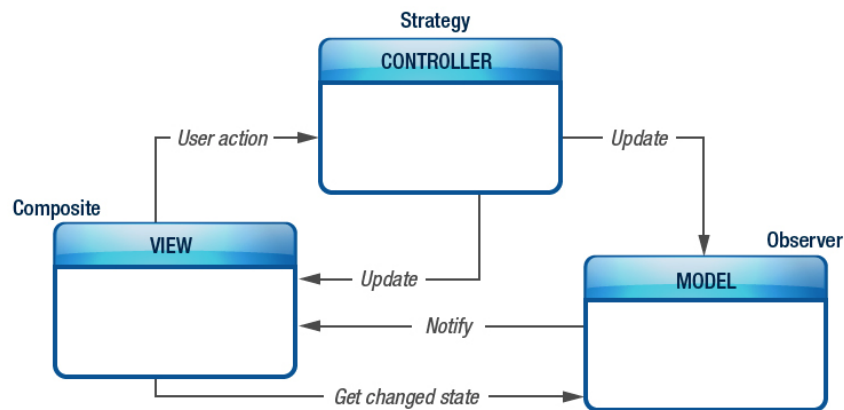 Strategy
CONTROLLER
User action
Update
Composite
VIEW
Observer
Update
MODEL
Notify
Get changed state